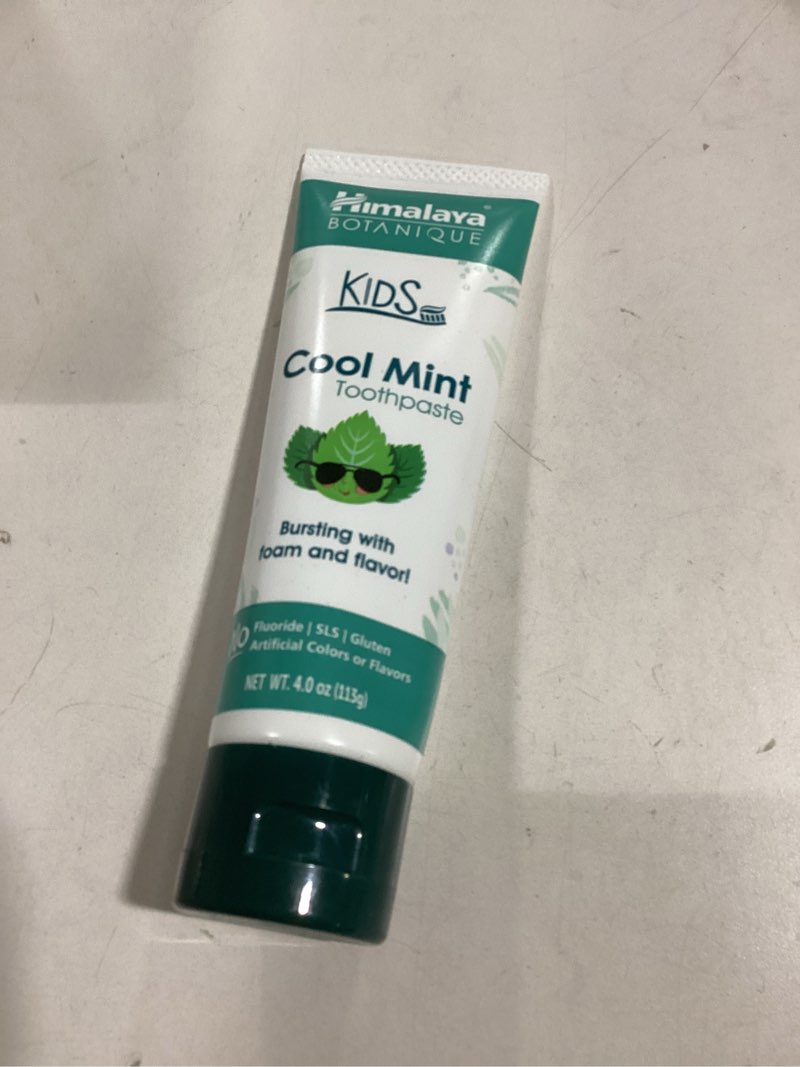 Himalaya
BOTANIQUE
KIDS
Cool Mint
Toothpaste
Bursting with
foam and flavor!
No Fluoride | SLS | Gluten
Artificial Colors or Flavors
NET WT. 4.0 oz (113g)